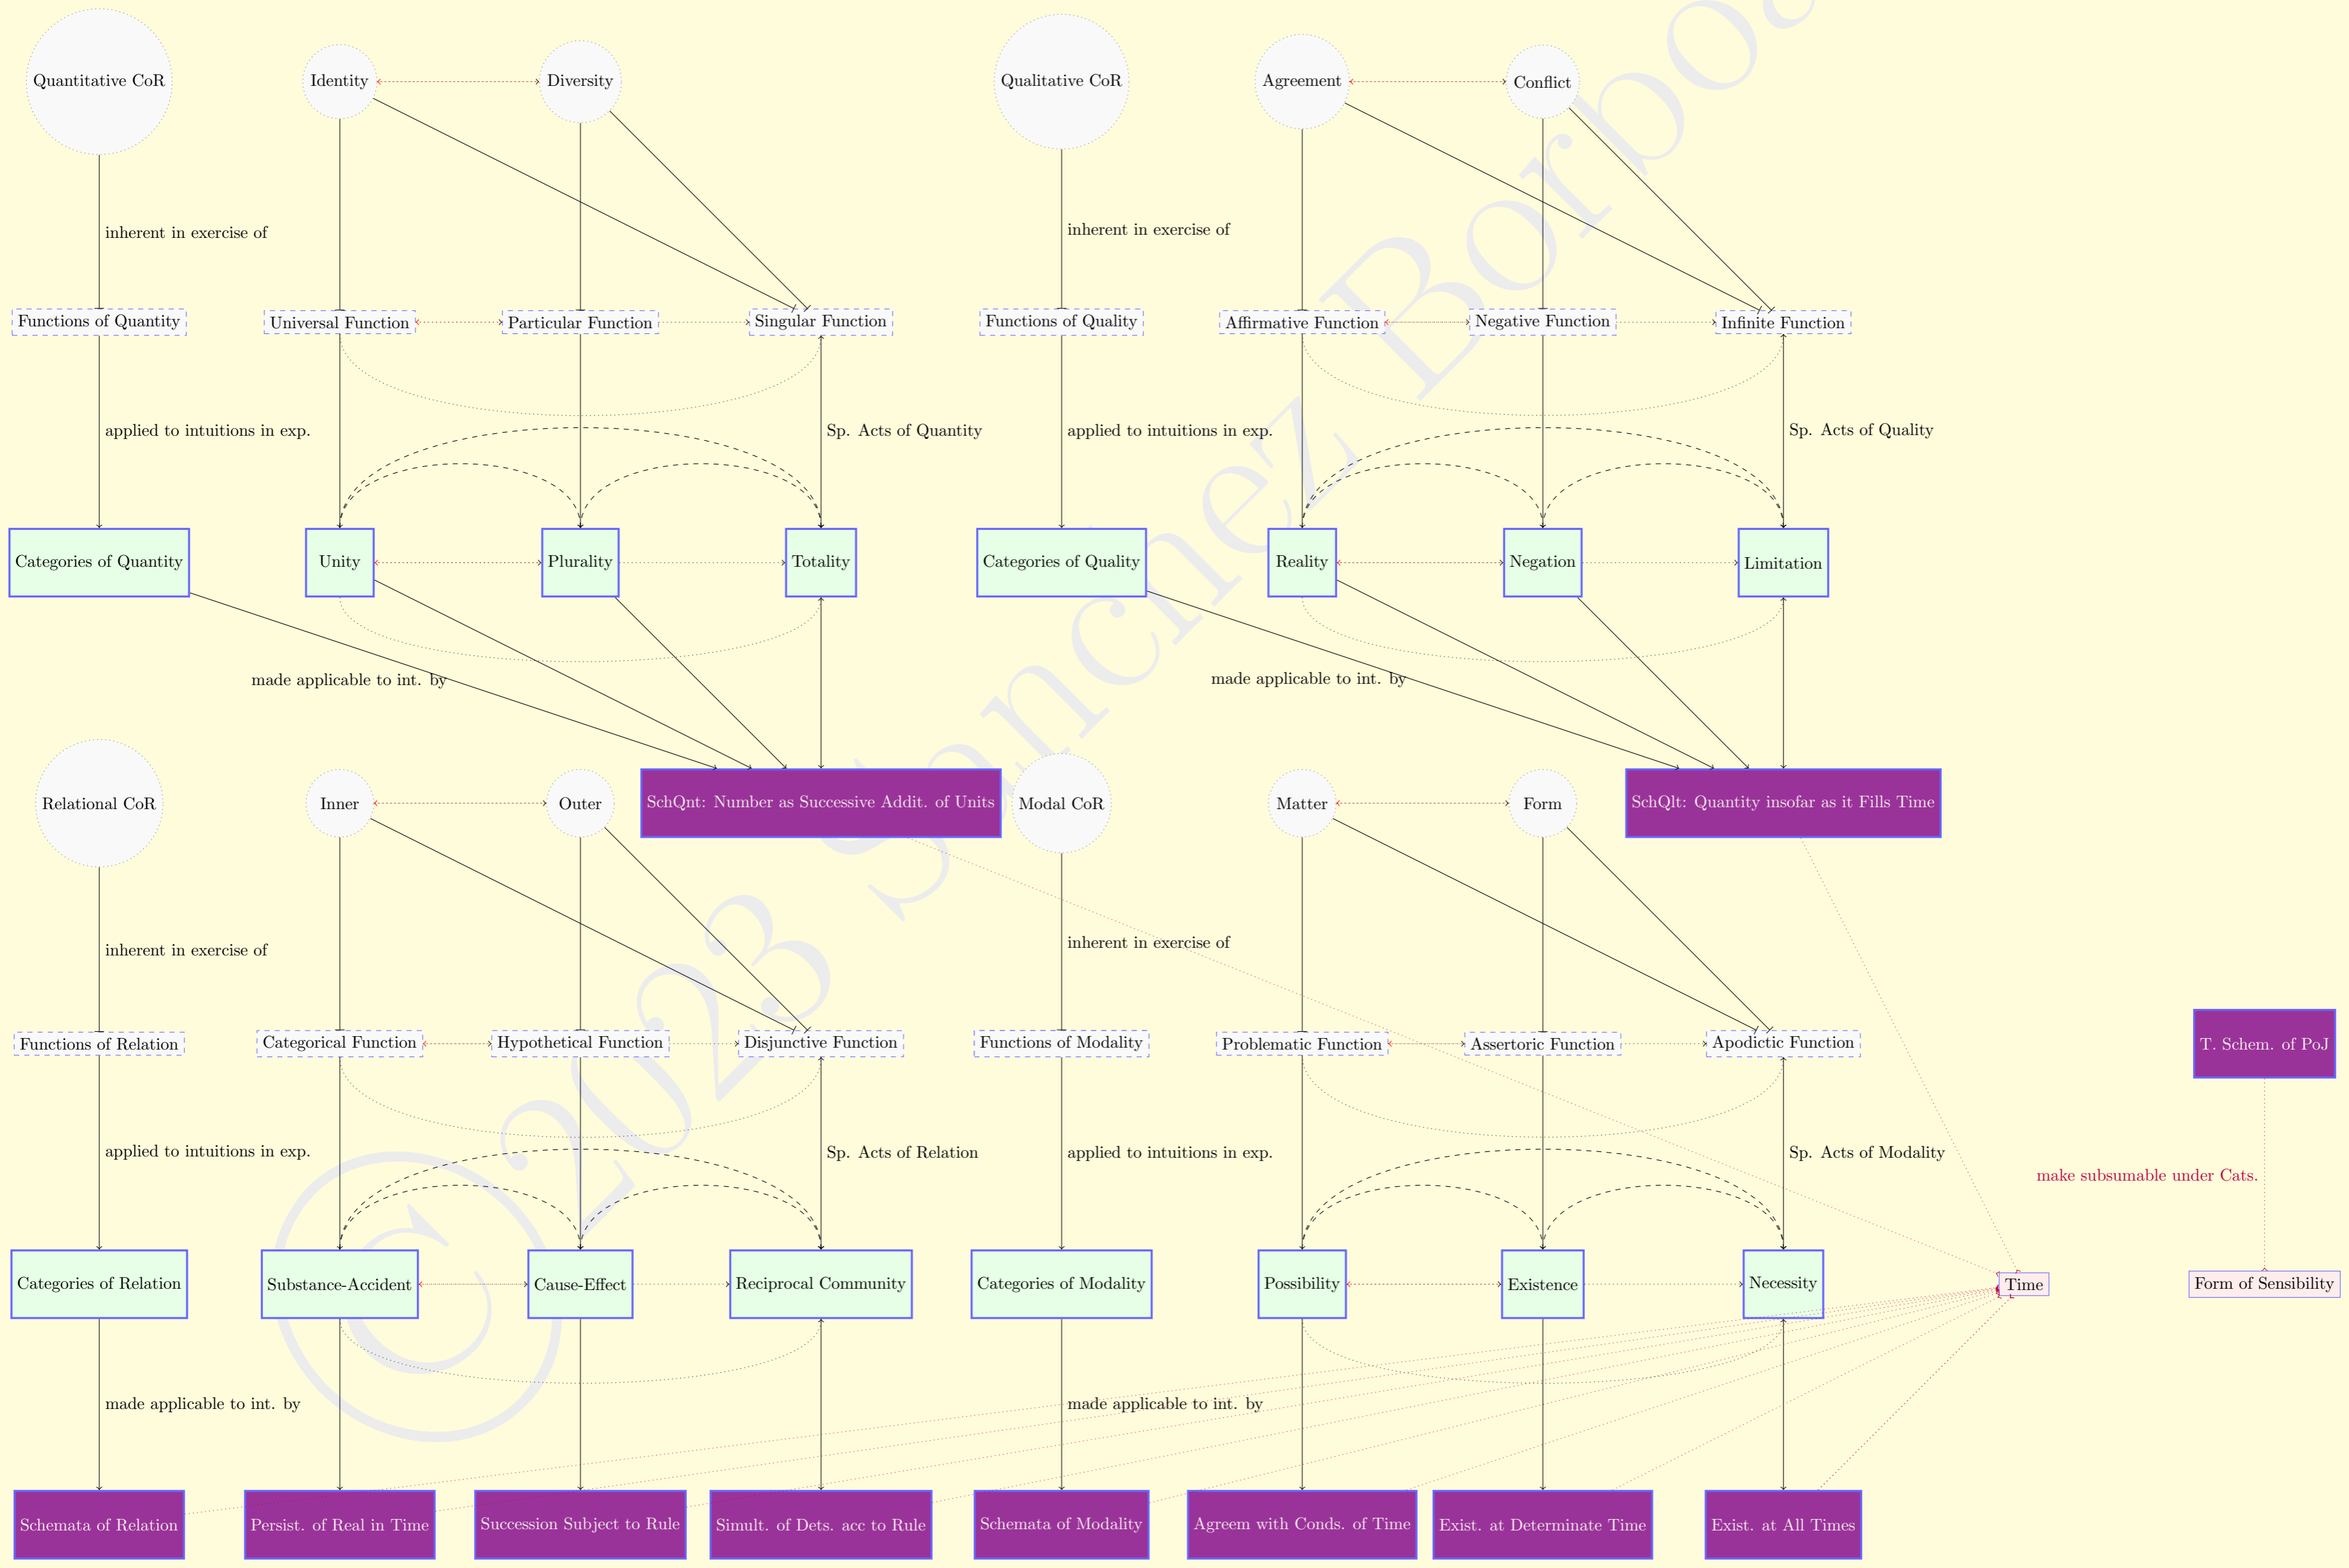 Quantitative CoR
Identity
Diversity
Qualitative CoR
Agreement
Conflict
inherent in exercise of
inherent in exercise of
Functions of Quantity
Universal Function
Particular Function
Singular Function
Functions of Quality
Affirmative Function
Negative Function
Infinite Function
applied to intuitions in exp.
Sp. Acts of Quantity
applied to intuitions in exp.
Sp. Acts of Quality
Categories of Quantity
Unity
Plurality
Totality
Categories of Quality
Reality
Negation
Limitation
made applicable to int. by
made applicable to int. by
Relational CoR
Inner
Outer
SchQnt: Number as Successive Addit. of Units
Modal CoR
Matter
Form
SchQlt: Quantity insofar as it Fills Time
inherent in exercise of
inherent in exercise of
Functions of Relation
Categorical Function
Hypothetical Function
Disjunctive Function
Functions of Modality
Problematic Function
Assertoric Function
Apodictic Function
T. Schem. of PoJ
applied to intuitions in exp.
Sp. Acts of Relation
applied to intuitions in exp.
Sp. Acts of Modality
make subsumable under Cats.
Categories of Relation
Substance-Accident
Cause-Effect
Reciprocal Community
Categories of Modality
Possibility
Existence
Necessity
Time
Form of Sensibility
made applicable to int. by
made applicable to int. by
Schemata of Relation
Persist. of Real in Time
Succession Subject to Rule
Simult. of Dets. acc to Rule
Schemata of Modality
Agreem with Conds. of Time
Exist. at Determinate Time
Exist. at All Times
© 2023 Sanchez